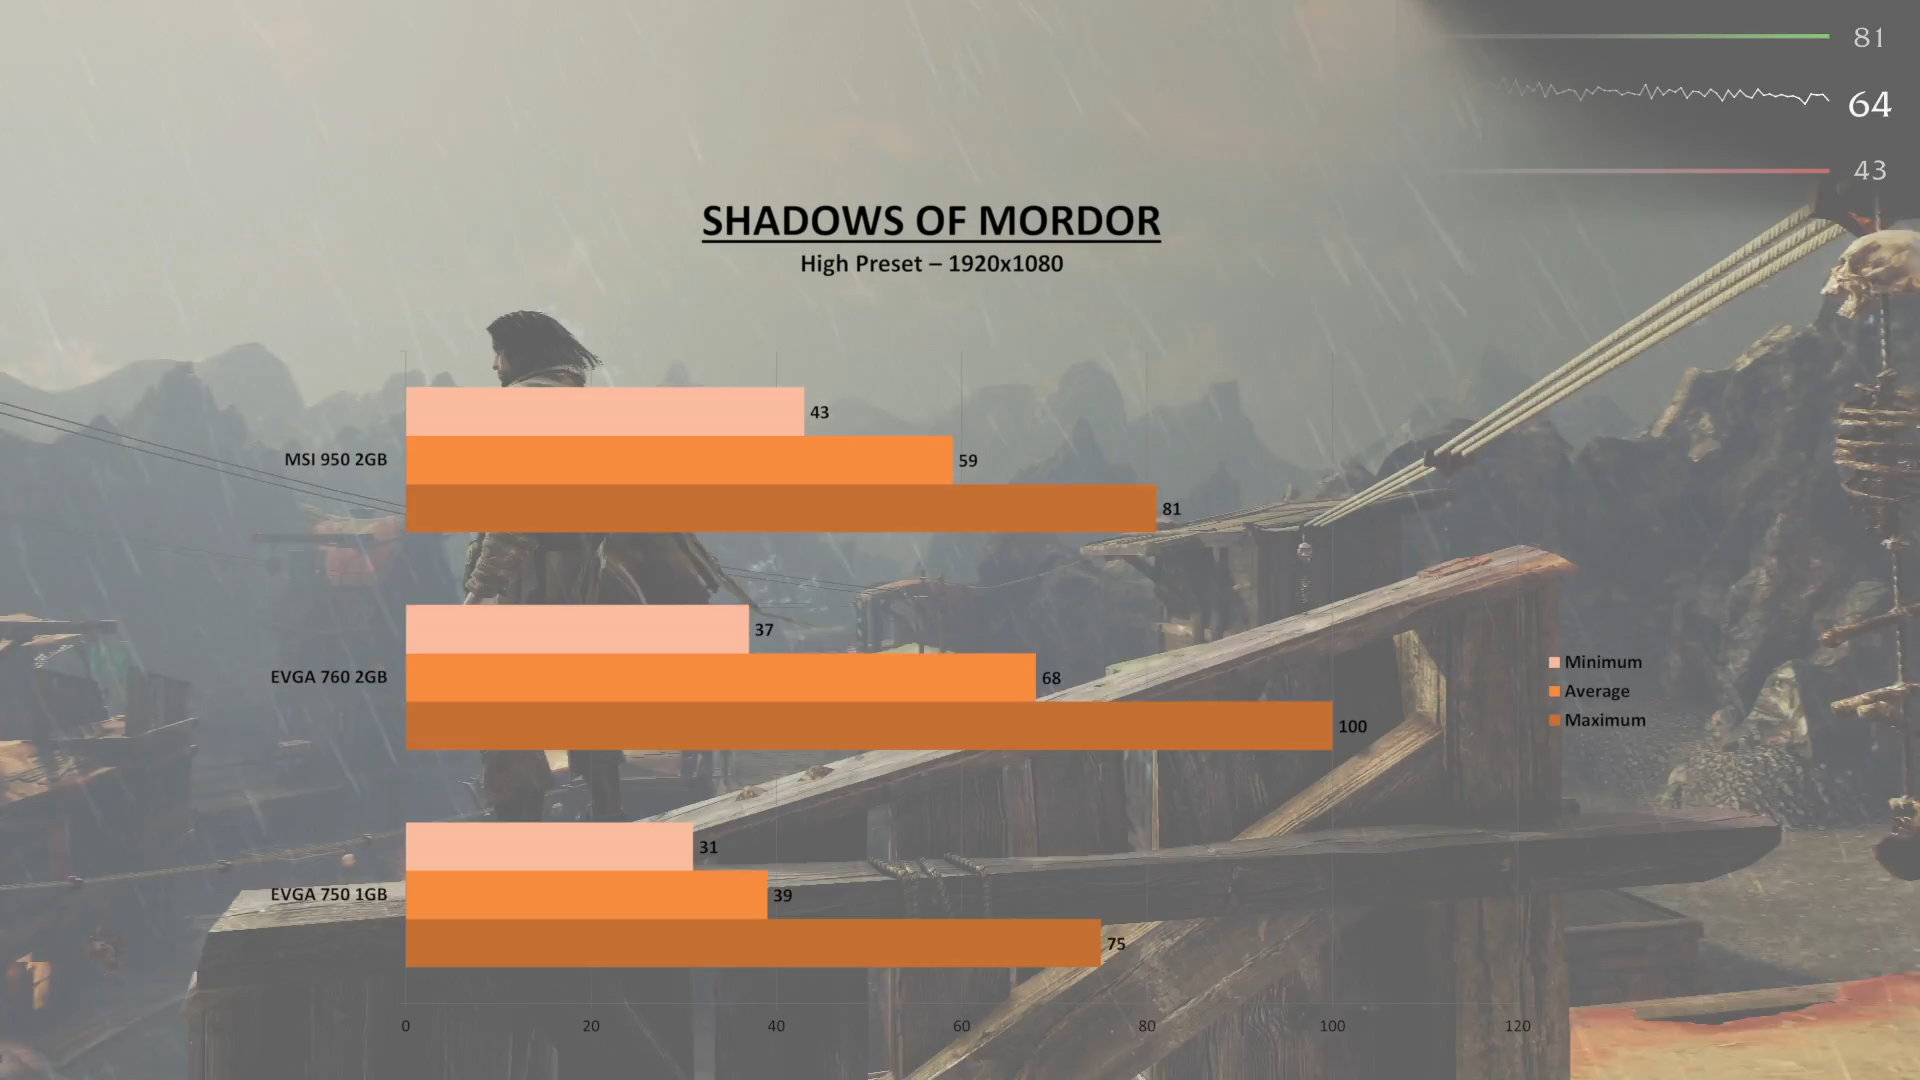 81
64
43
SHADOWS OF MORDOR
High Preset – 1920x1080
43
MSI 950 2GB
59
81
37
EVGA 760 2GB
68
100
Minimum
Average
Maximum
31
EVGA 750 1GB
39
75
0 20 40 60 80 100 120